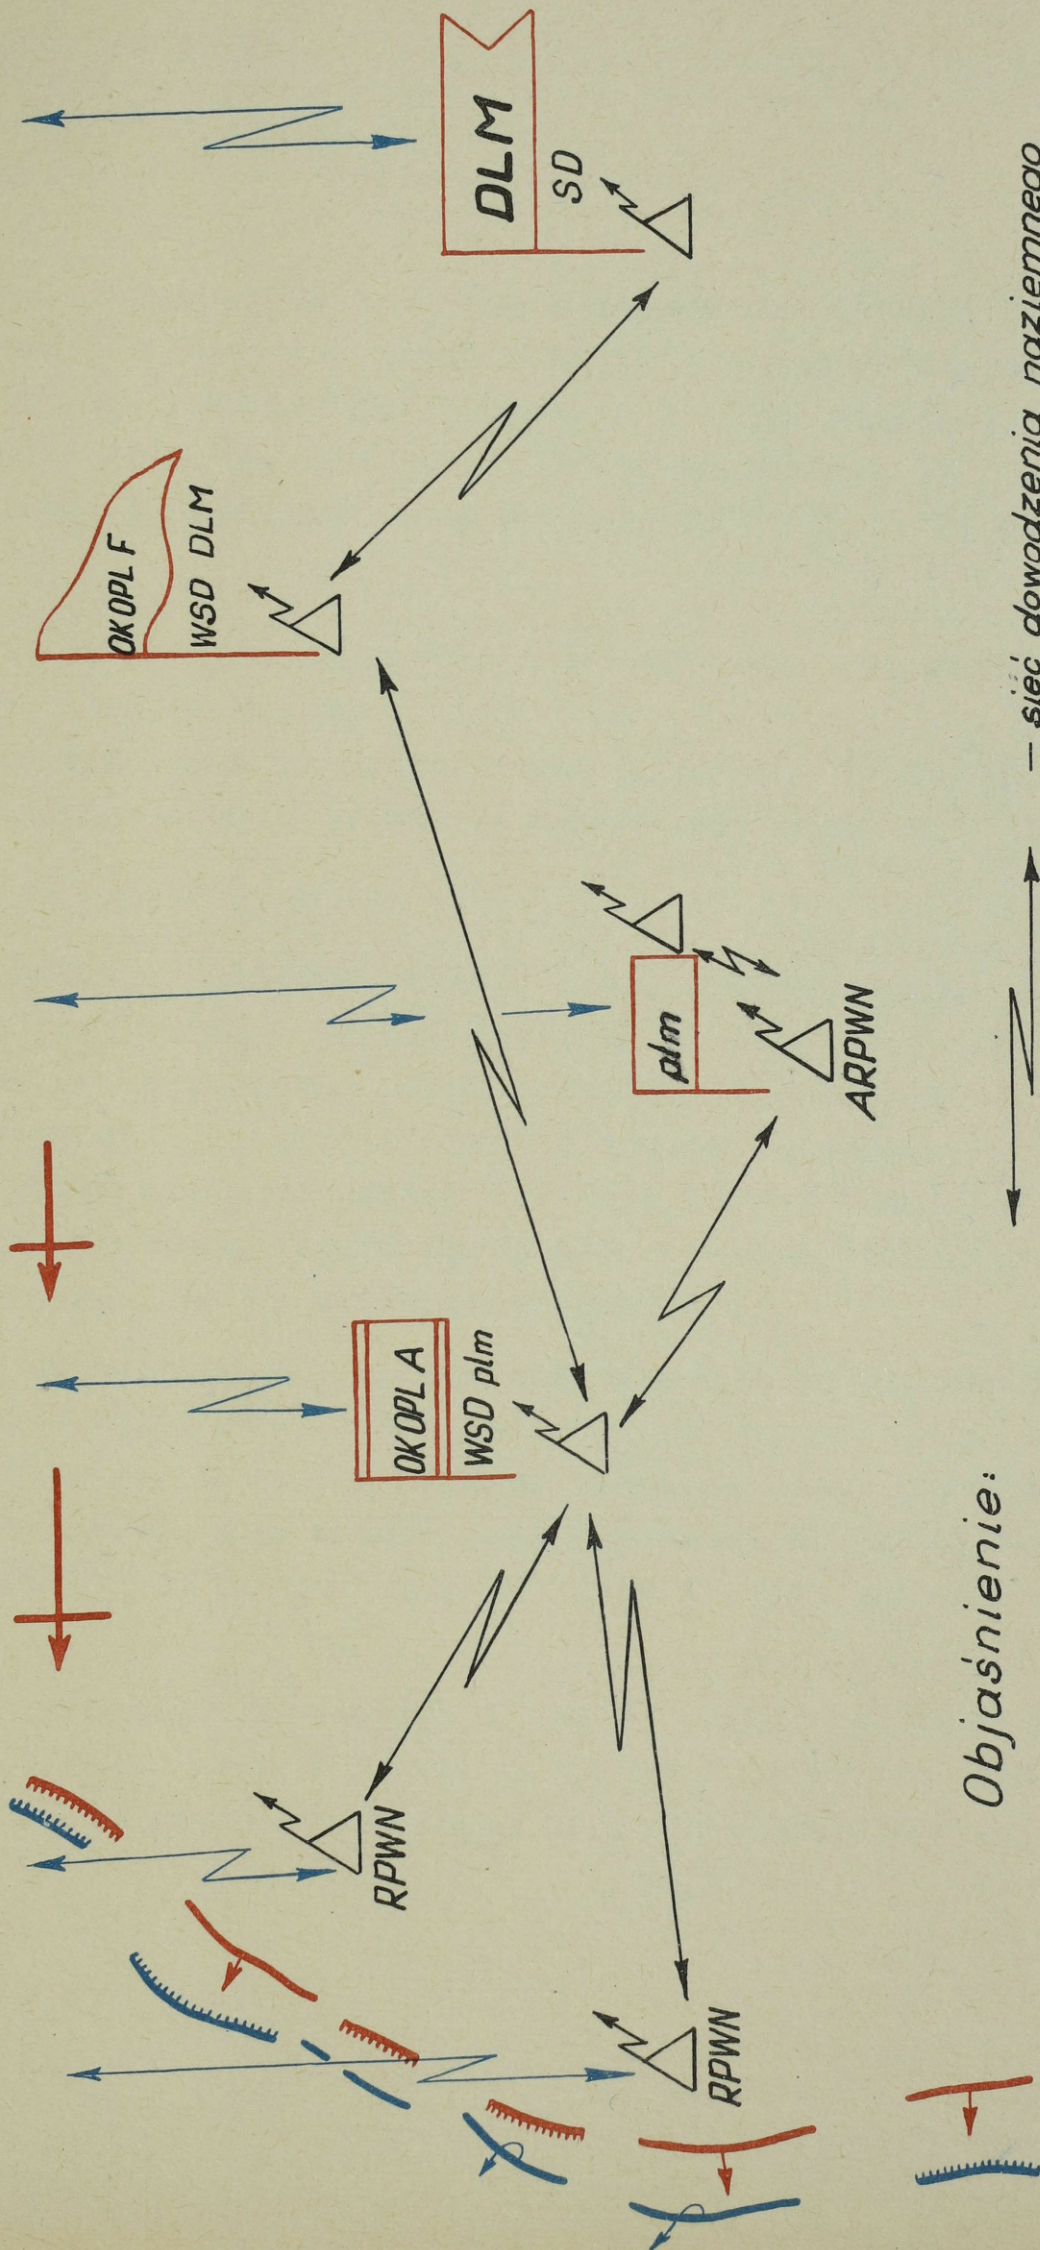 DLM
SD
OKOPL F
WSD DLM
plm
ARPWN
OKOPL A
WSD plm
RPWN
RPWN
Objaśnienie:
– sieć dowodzenia naziemnego